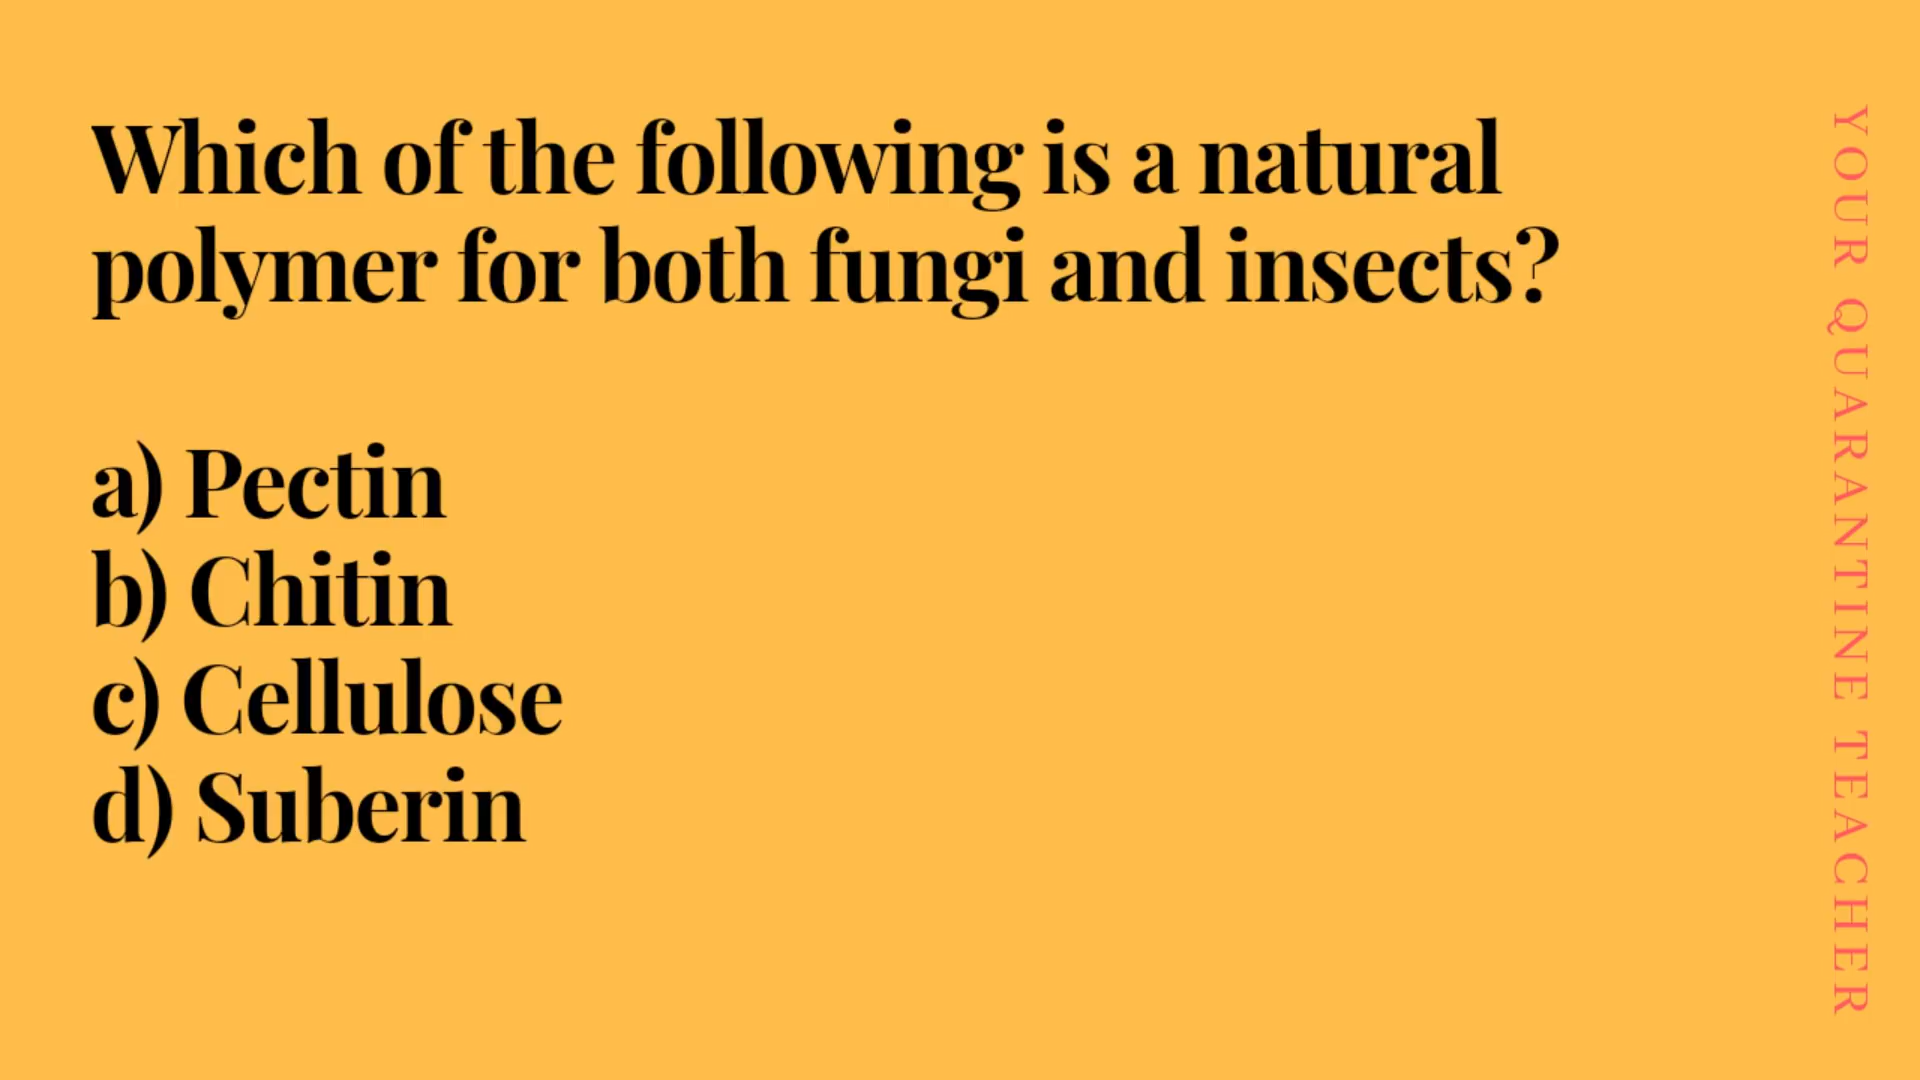 Which of the following is a natural
polymer for both fungi and insects?
a) Pectin
b) Chitin
c) Cellulose
d) Suberin
YOUR QUARANTINE TEACHER